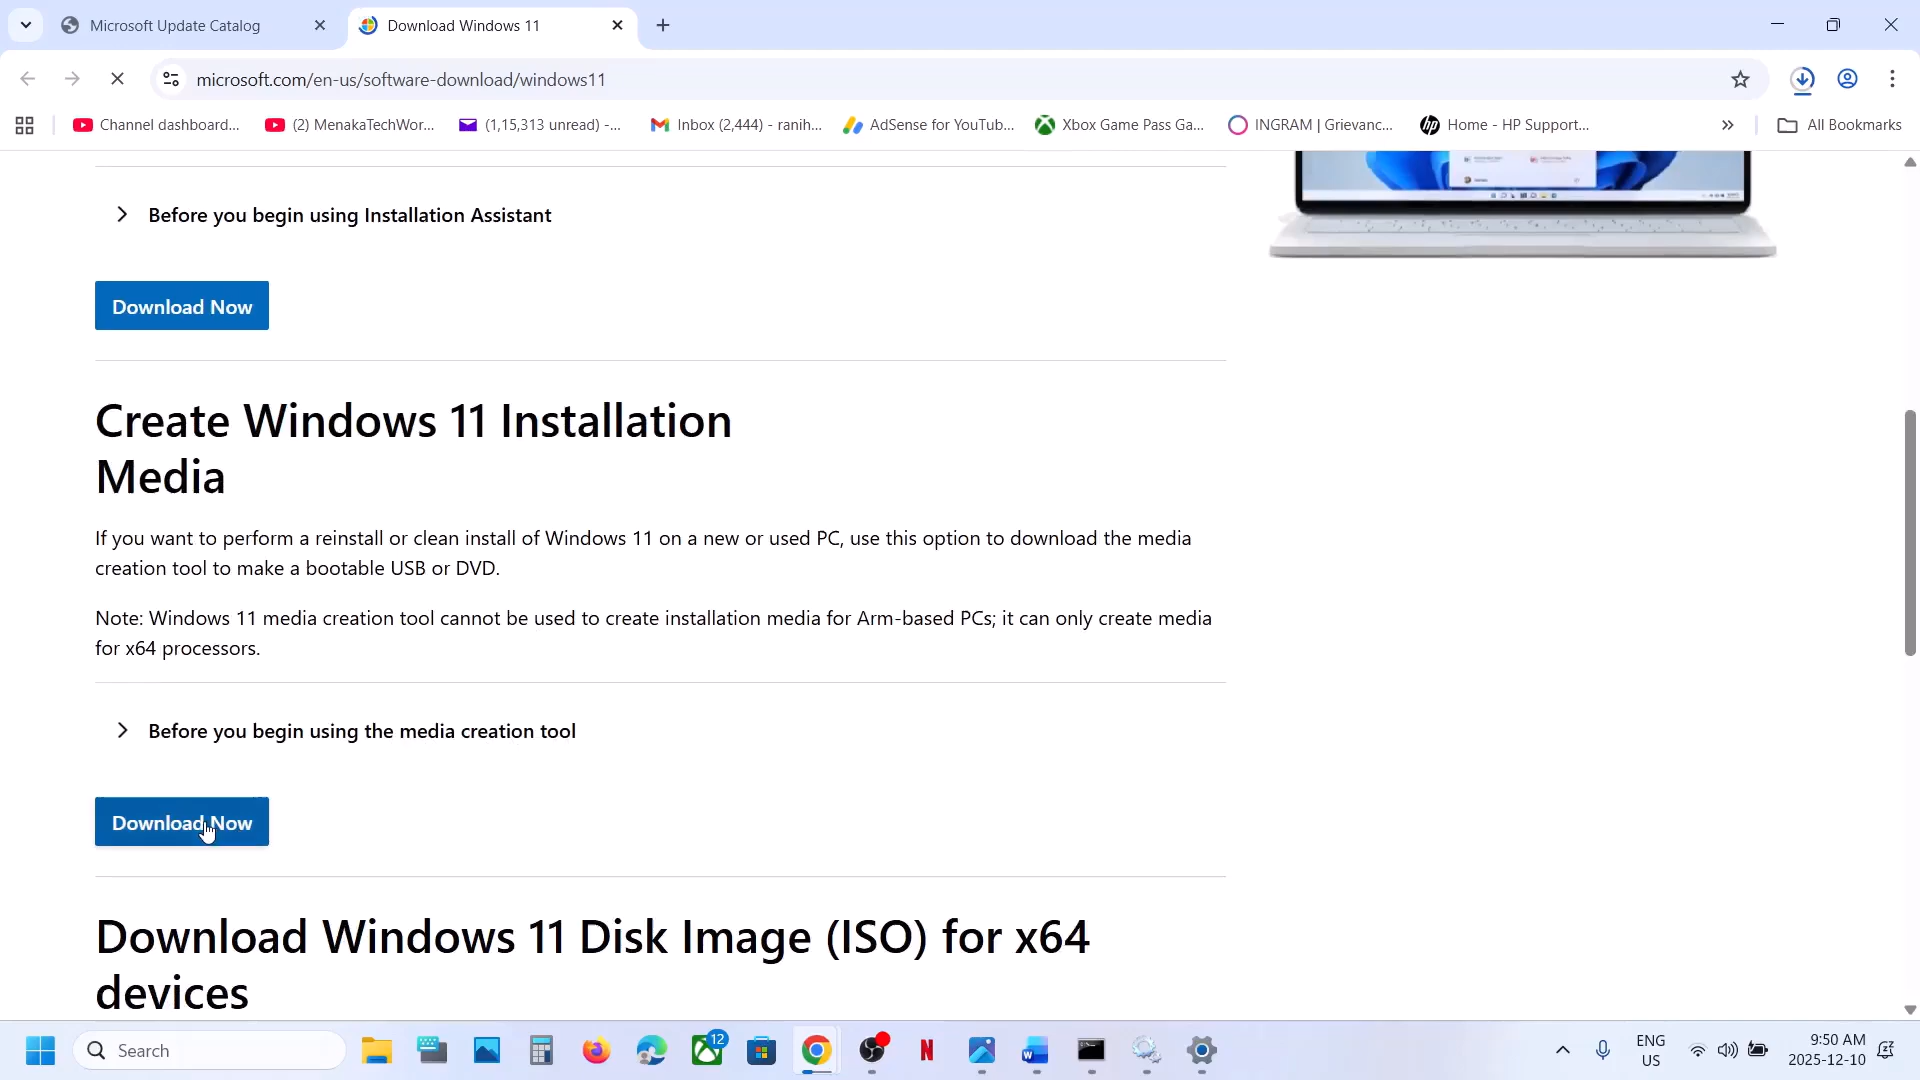 Microsoft Update Catalog
Download Windows 11
microsoft.com/en-us/software-download/windows11
Channel dashboard...
(2) MenakaTechWor...
(1,15,313 unread) -...
Inbox (2,444) - ranih...
AdSense for YouTub...
Xbox Game Pass Ga...
INGRAM | Grievanc...
Home - HP Support...
All Bookmarks
Before you begin using Installation Assistant
Download Now
Create Windows 11 Installation
Media
If you want to perform a reinstall or clean install of Windows 11 on a new or used PC, use this option to download the media
creation tool to make a bootable USB or DVD.
Note: Windows 11 media creation tool cannot be used to create installation media for Arm-based PCs; it can only create media
for x64 processors.
Before you begin using the media creation tool
Download Now
Download Windows 11 Disk Image (ISO) for x64
devices
Search
12
ENG
US
9:50 AM
2025-12-10